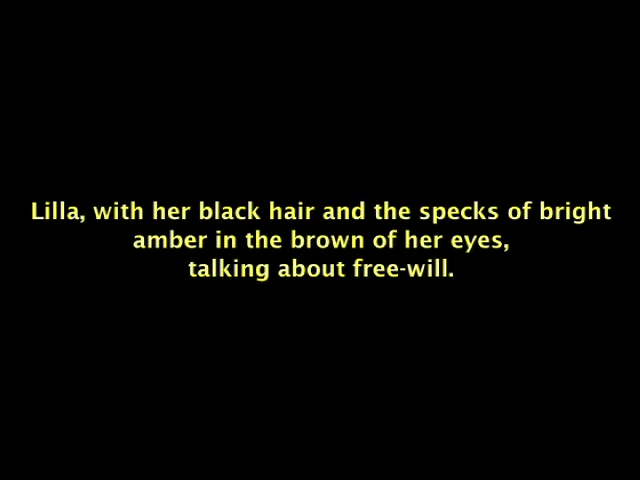 Lilla, with her black hair and the specks of bright
amber in the brown of her eyes,
talking about free-will.